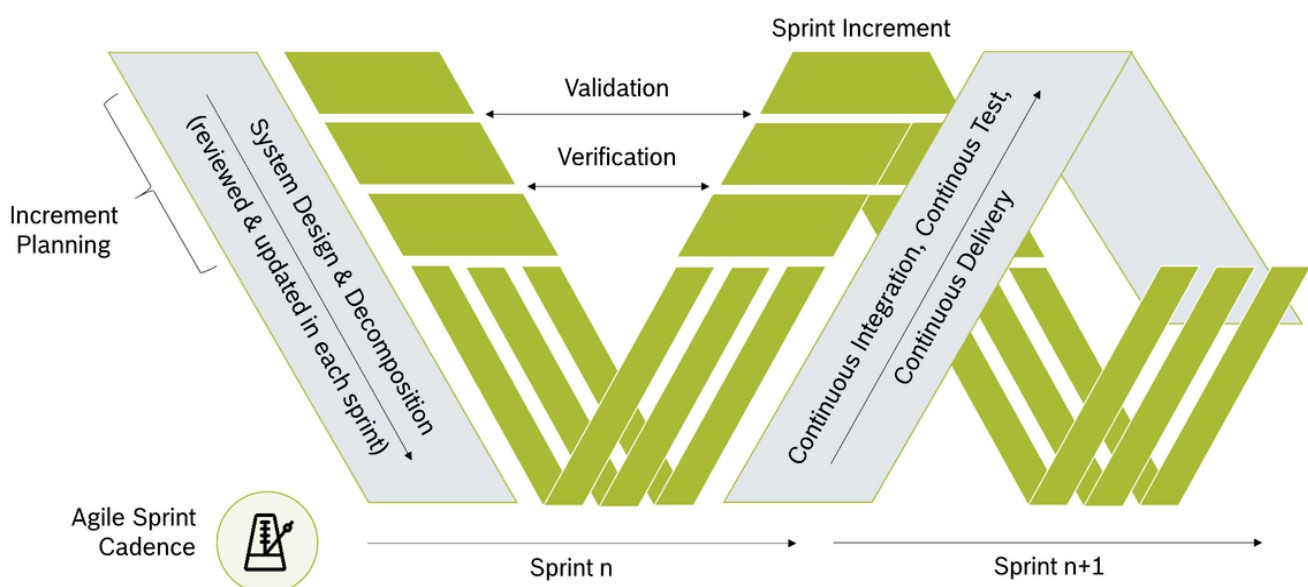 Sprint Increment
Validation
Verification
Increment
Planning
System Design & Decomposition
(reviewed & updated in each sprint)
Continuous Integration, Continous Test,
Continuous Delivery
Agile Sprint
Cadence
Sprint n
Sprint n+1